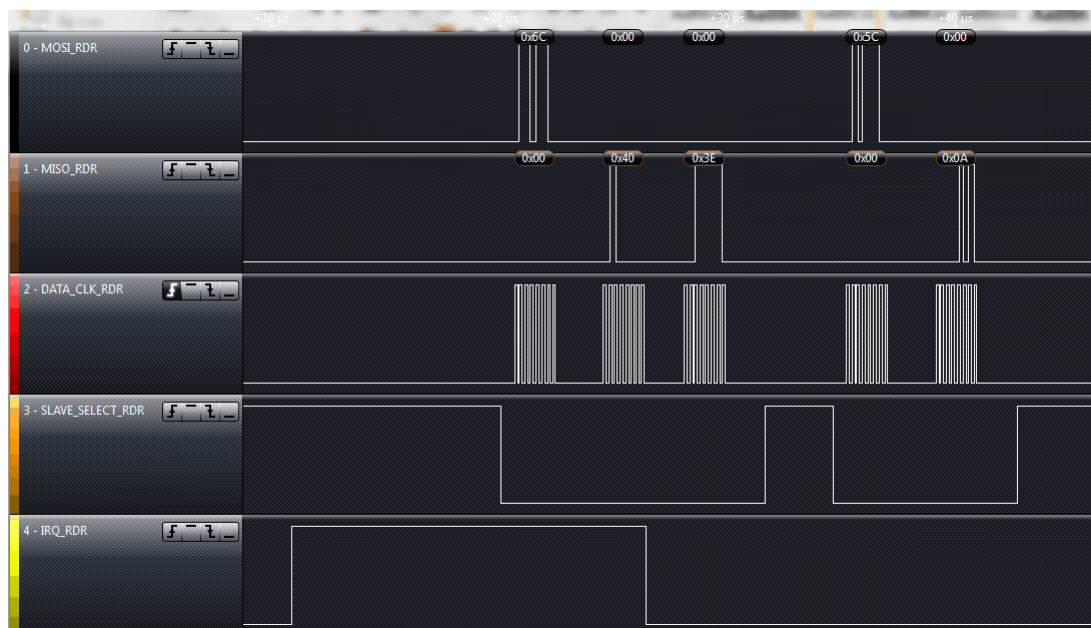 +10 µs +20 µs +30 µs +40 µs
0 - MOSI_RDR
0x6C 0x00 0x00 0x5C 0x00
1 - MISO_RDR
0x00 0x40 0x3E 0x00 0x0A
2 - DATA_CLK_RDR
3 - SLAVE_SELECT_RDR
4 - IRQ_RDR